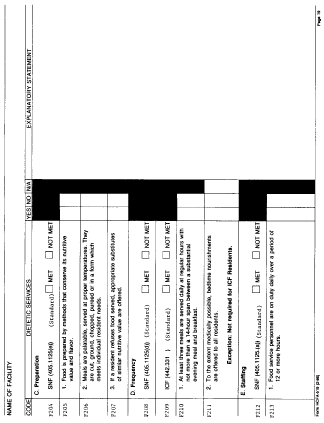 NAME OF FACILITY
CODE DIETETIC SERVICES YES NO N/A EXPLANATORY STATEMENT
C. Preparation
F204 SNF (405.1125(e)) (Standard) MET NOT MET
F205 1. Food is prepared by methods that conserve its nutritive
value and flavor.
F206 2. Meals are palatable, served at proper temperatures. They
are cut, ground, chopped, pureed or in a form which
meets individual resident needs.
F207 3. If a resident refuses food served, appropriate substitutes
of similar nutritive value are offered.
D. Frequency
F208 SNF (405.1125(d)) (Standard) MET NOT MET
F209 ICF (442.331) (Standard) MET NOT MET
F210 1. At least three meals are served daily at regular hours with
not more than a 14-hour span between a substantial
evening meal and breakfast.
F211 2. To the extent medically possible, bedtime nourishments
are offered to all residents.
Exception: Not required for ICF Residents.
E. Staffing
F212 SNF (405.1125(a)) (Standard) MET NOT MET
F213 1. Food service personnel are on duty daily over a period of
12 or more hours.